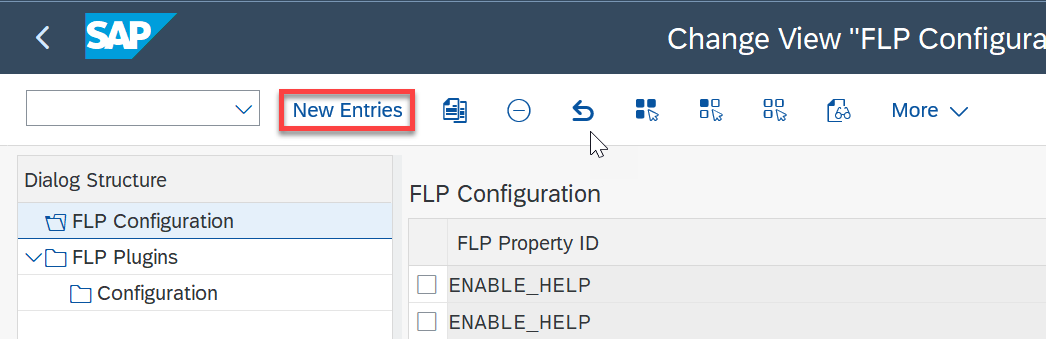 SAP
Change View "FLP Configura
New Entries
More
Dialog Structure
FLP Configuration
FLP Plugins
Configuration
FLP Configuration
FLP Property ID
ENABLE_HELP
ENABLE_HELP